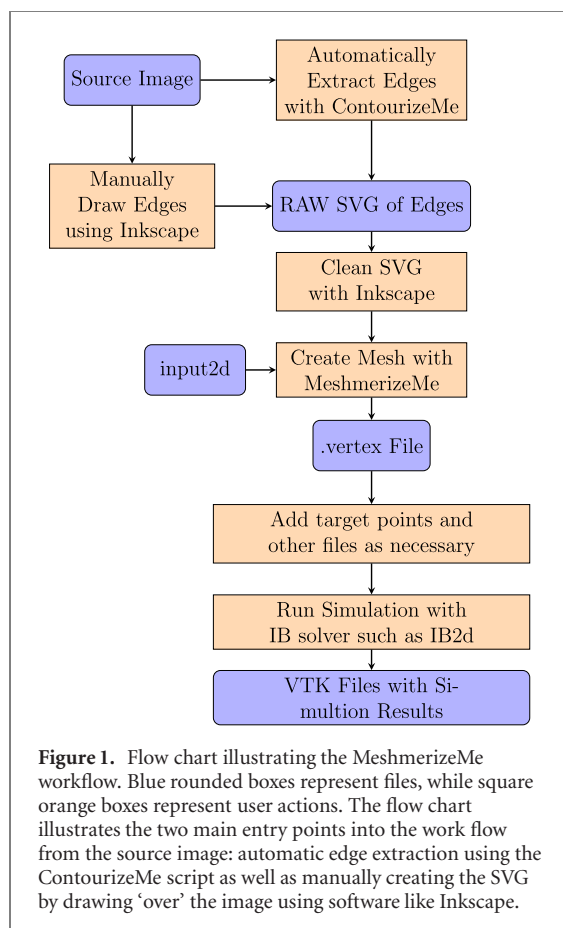 Source Image
Automatically
Extract Edges
with ContourizeMe
Manually
Draw Edges
using Inkscape
RAW SVG of Edges
Clean SVG
with Inkscape
input2d
Create Mesh with
MeshmerizeMe
.vertex File
Add target points and
other files as necessary
Run Simulation with
IB solver such as IB2d
VTK Files with Si-
multion Results
Figure 1. Flow chart illustrating the MeshmerizeMe
workflow. Blue rounded boxes represent files, while square
orange boxes represent user actions. The flow chart
illustrates the two main entry points into the work flow
from the source image: automatic edge extraction using the
ContourizeMe script as well as manually creating the SVG
by drawing ‘over’ the image using software like Inkscape.